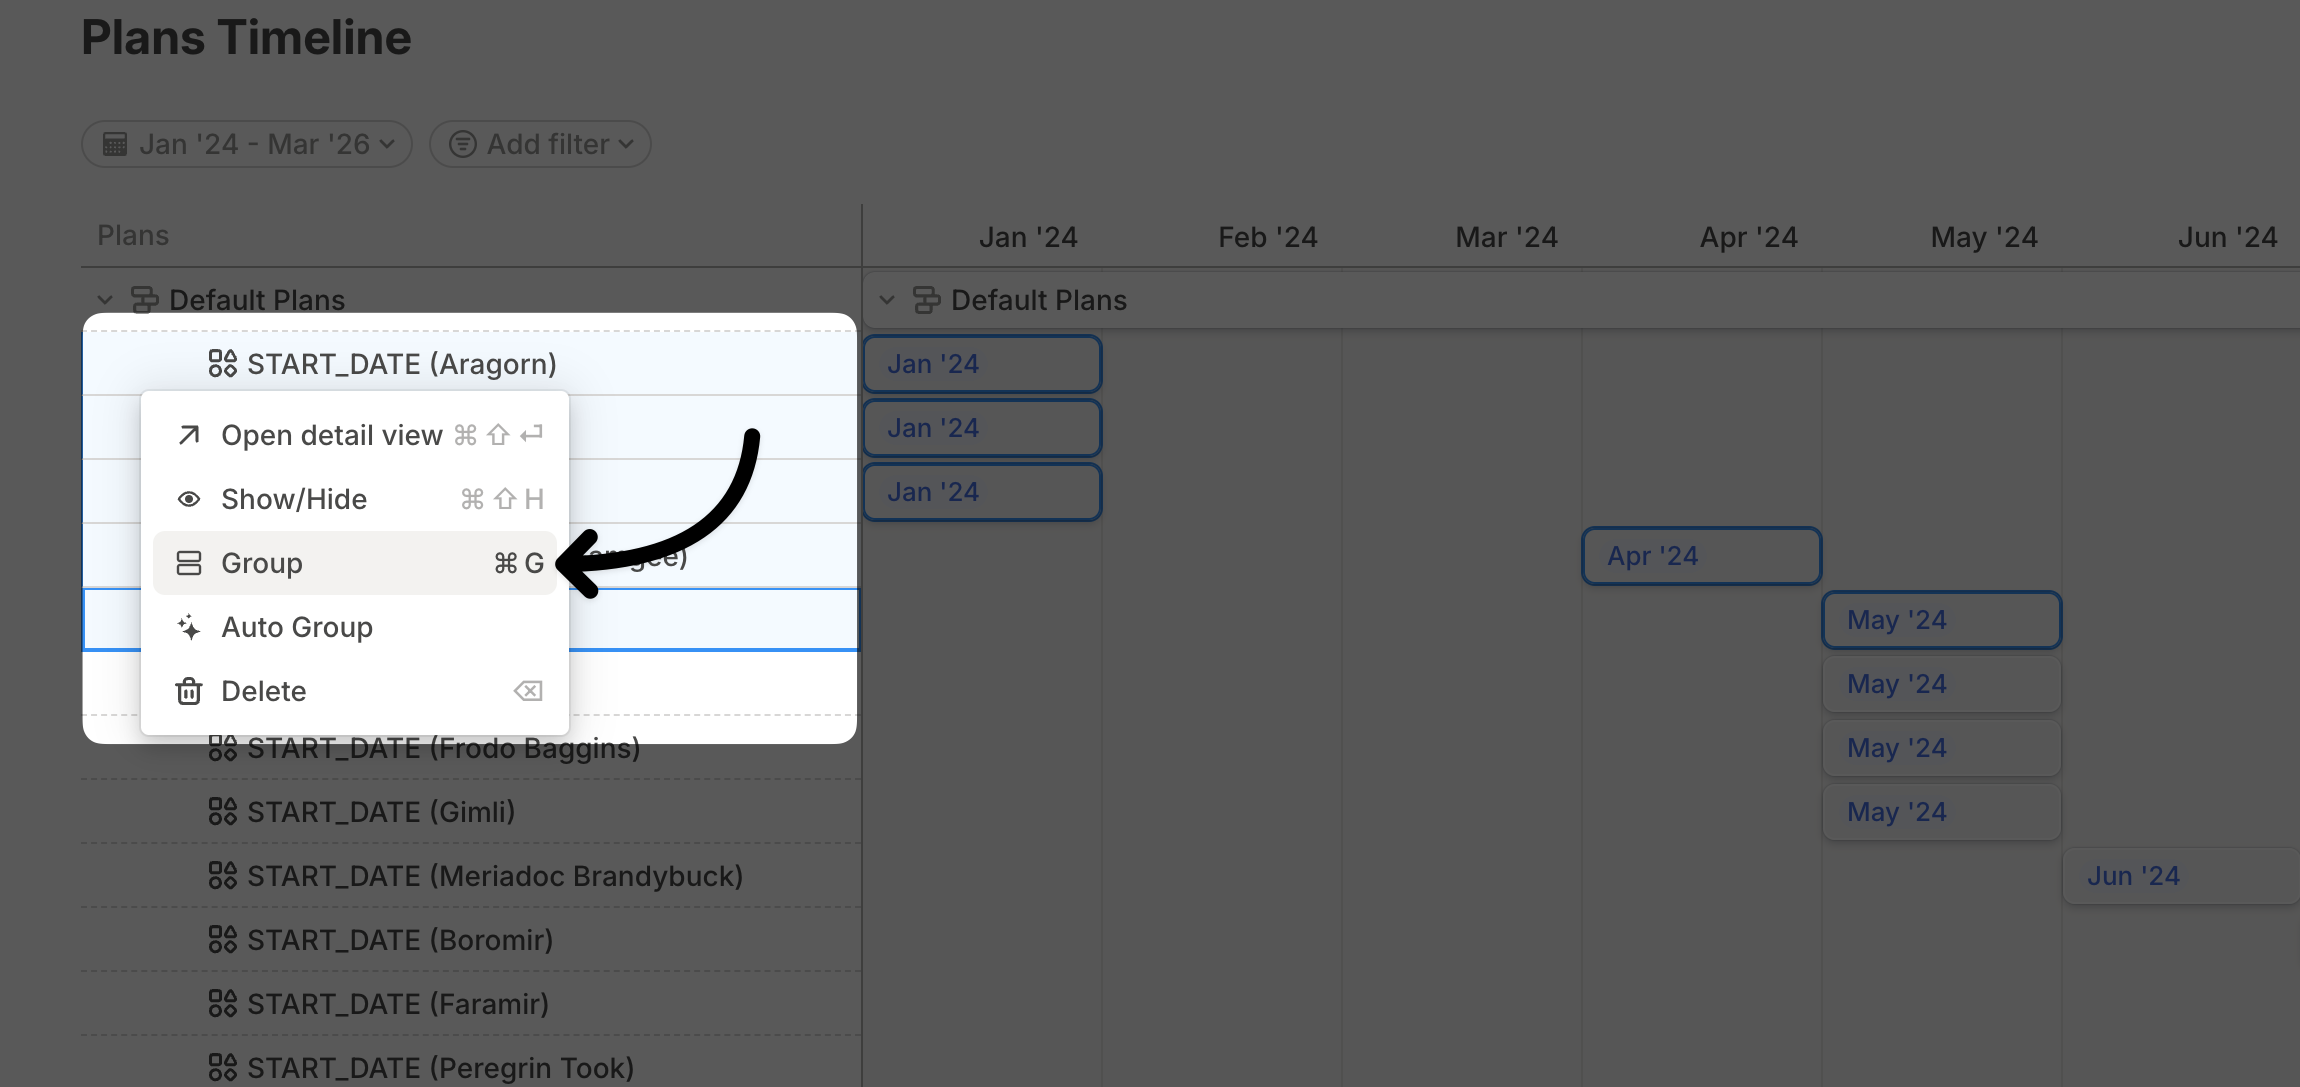 Plans Timeline
Jan '24 - Mar '26
Add filter
Plans
Jan '24
Feb '24
Mar '24
Apr '24
May '24
Jun '24
Default Plans
Default Plans
START_DATE (Aragorn)
Jan '24
Open detail view ⌘ ⇧ ↵
Jan '24
Show/Hide ⌘ ⇧ H
Jan '24
Group ⌘ G
Apr '24
Auto Group
May '24
Delete ⌫
May '24
START_DATE (Frodo Baggins)
May '24
START_DATE (Gimli)
May '24
START_DATE (Meriadoc Brandybuck)
Jun '24
START_DATE (Boromir)
START_DATE (Faramir)
START_DATE (Peregrin Took)